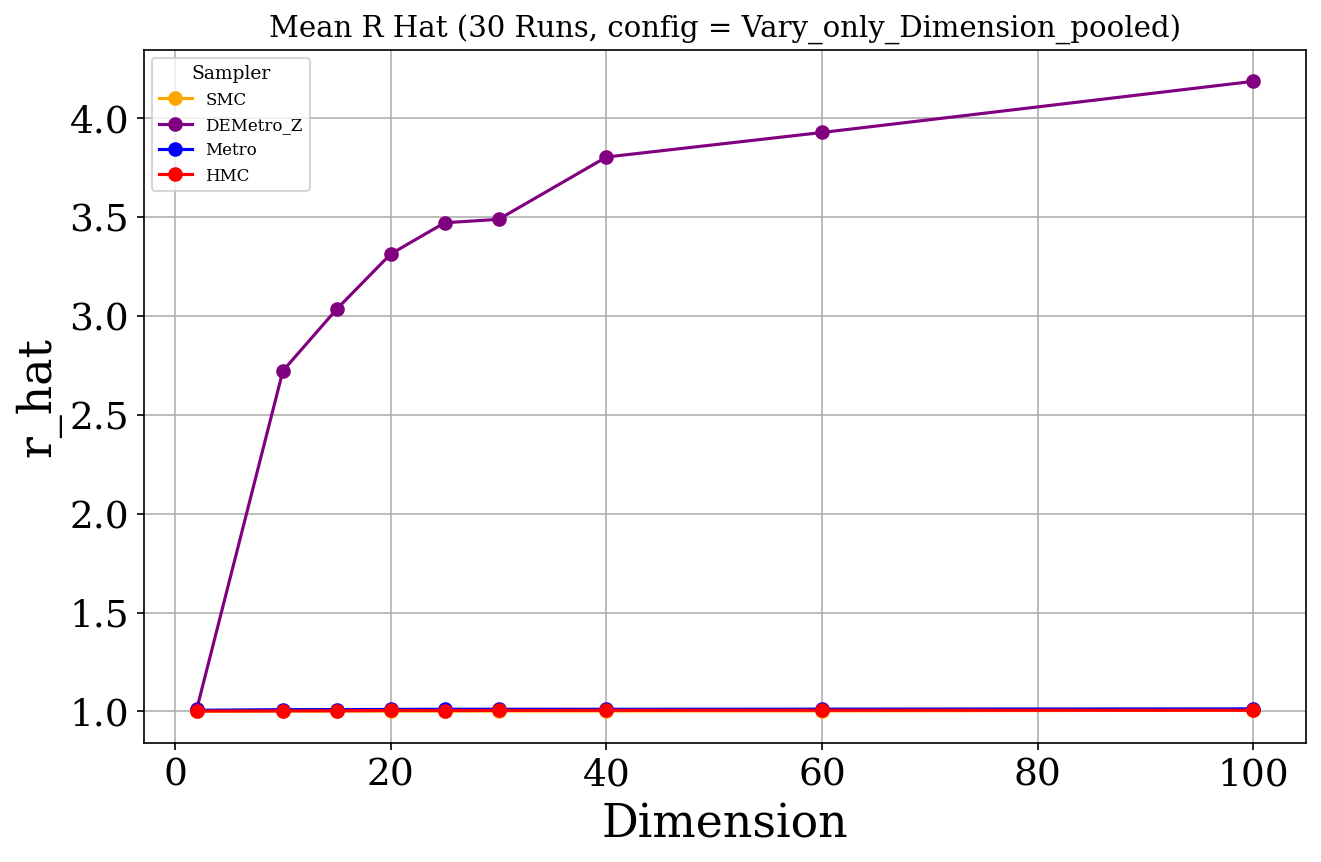 Mean R Hat (30 Runs, config = Vary_only_Dimension_pooled)
Sampler
SMC
DEMetro_Z
Metro
HMC
r_hat
4.0
3.5
3.0
2.5
2.0
1.5
1.0
0 20 40 60 80 100
Dimension